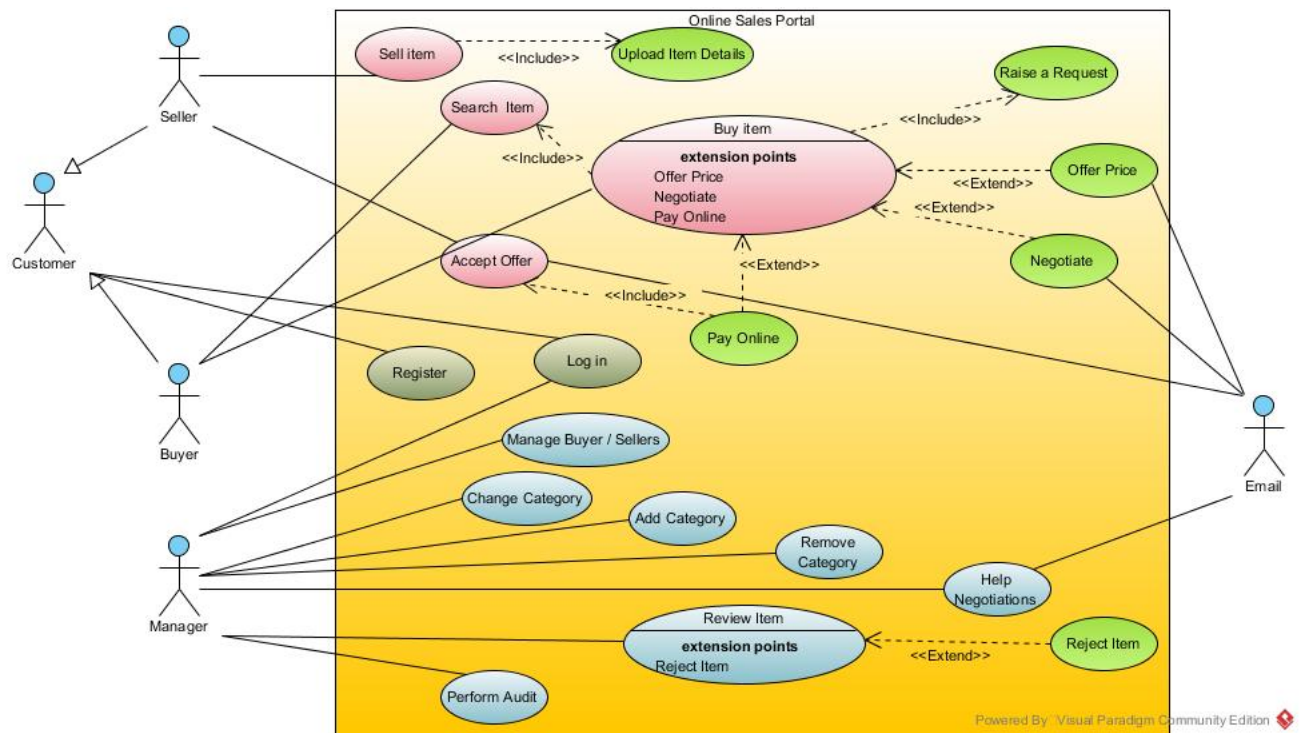 Online Sales Portal
Sell item
<<Include>>
Upload Item Details
Raise a Request
Seller
Search Item
<<Include>>
<<Include>>
Buy item
extension points
Offer Price
Negotiate
Pay Online
<<Extend>>
Offer Price
<<Extend>>
Customer
Accept Offer
Negotiate
<<Extend>>
<<Include>>
Pay Online
Register
Log in
Buyer
Manage Buyer / Sellers
Email
Change Category
Add Category
Remove
Category
Help
Negotiations
Manager
Review Item
extension points
Reject Item
<<Extend>>
Reject Item
Perform Audit
Powered By Visual Paradigm Community Edition